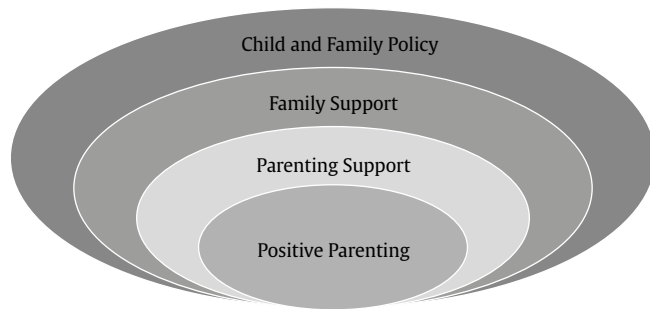 Child and Family Policy
Family Support
Parenting Support
Positive Parenting